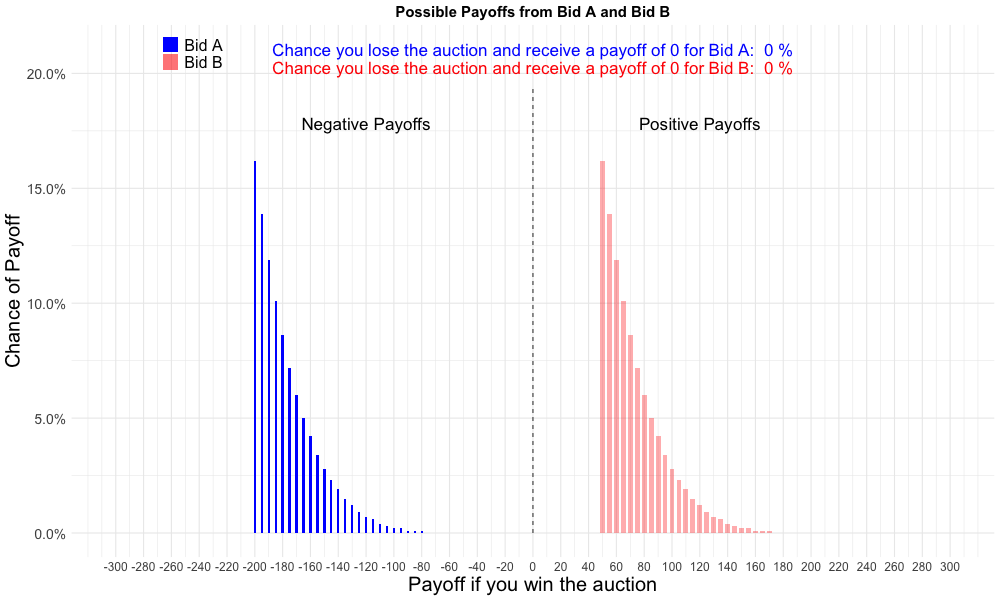 Possible Payoffs from Bid A and Bid B
Bid A
Bid B
Chance you lose the auction and receive a payoff of 0 for Bid A:  0 %
Chance you lose the auction and receive a payoff of 0 for Bid B:  0 %
Negative Payoffs
Positive Payoffs
Chance of Payoff
20.0%
15.0%
10.0%
5.0%
0.0%
-300 -280 -260 -240 -220 -200 -180 -160 -140 -120 -100 -80 -60 -40 -20 0 20 40 60 80 100 120 140 160 180 200 220 240 260 280 300
Payoff if you win the auction